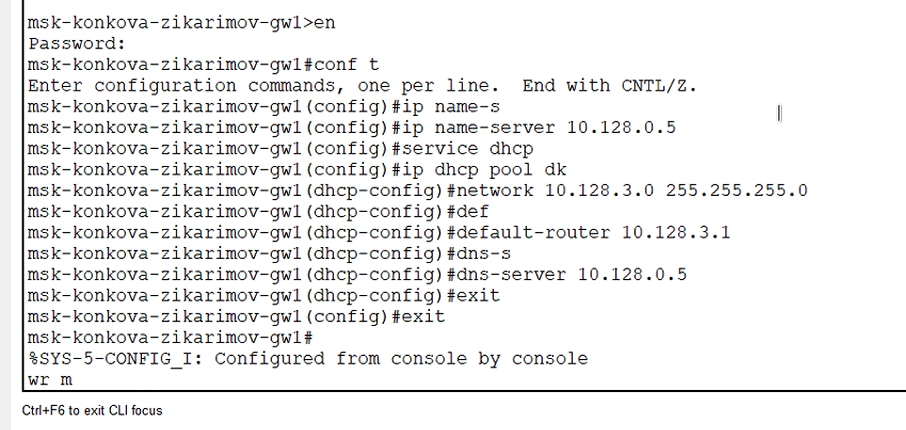 msk-konkova-zikarimov-gw1>en
Password:
msk-konkova-zikarimov-gw1#conf t
Enter configuration commands, one per line.  End with CNTL/Z.
msk-konkova-zikarimov-gw1(config)#ip name-s
msk-konkova-zikarimov-gw1(config)#ip name-server 10.128.0.5
msk-konkova-zikarimov-gw1(config)#service dhcp
msk-konkova-zikarimov-gw1(config)#ip dhcp pool dk
msk-konkova-zikarimov-gw1(dhcp-config)#network 10.128.3.0 255.255.255.0
msk-konkova-zikarimov-gw1(dhcp-config)#def
msk-konkova-zikarimov-gw1(dhcp-config)#default-router 10.128.3.1
msk-konkova-zikarimov-gw1(dhcp-config)#dns-s
msk-konkova-zikarimov-gw1(dhcp-config)#dns-server 10.128.0.5
msk-konkova-zikarimov-gw1(dhcp-config)#exit
msk-konkova-zikarimov-gw1(config)#exit
msk-konkova-zikarimov-gw1#
%SYS-5-CONFIG_I: Configured from console by console
wr m
Ctrl+F6 to exit CLI focus